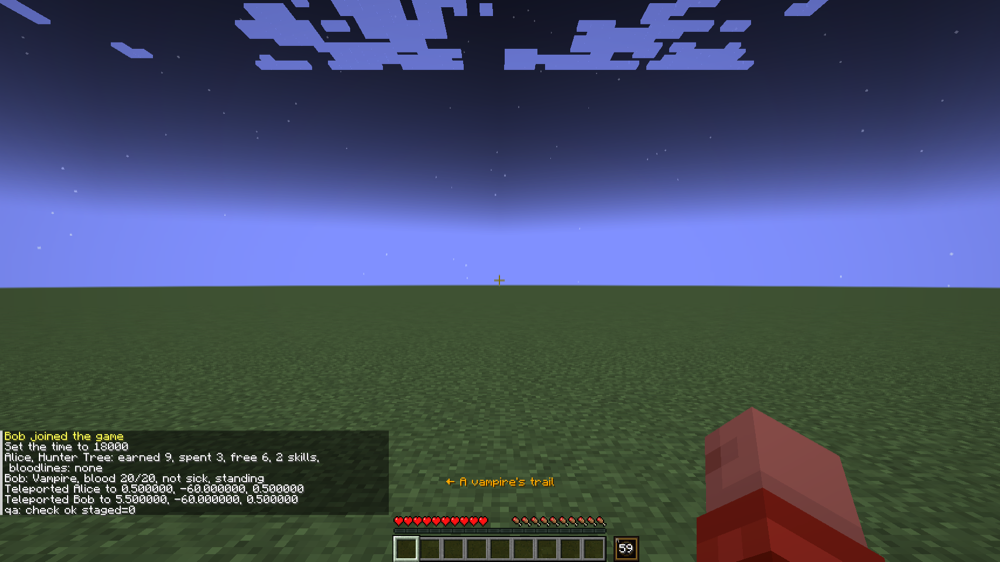 Bob joined the game
Set the time to 18000
Alice, Hunter Tree: earned 9, spent 3, free 6, 2 skills,
bloodlines: none
Bob: Vampire, blood 20/20, not sick, standing
Teleported Alice to 0.500000, -60.000000, 0.500000
Teleported Bob to 5.500000, -60.000000, 0.500000
qa: check ok staged=0
← A vampire's trail
59